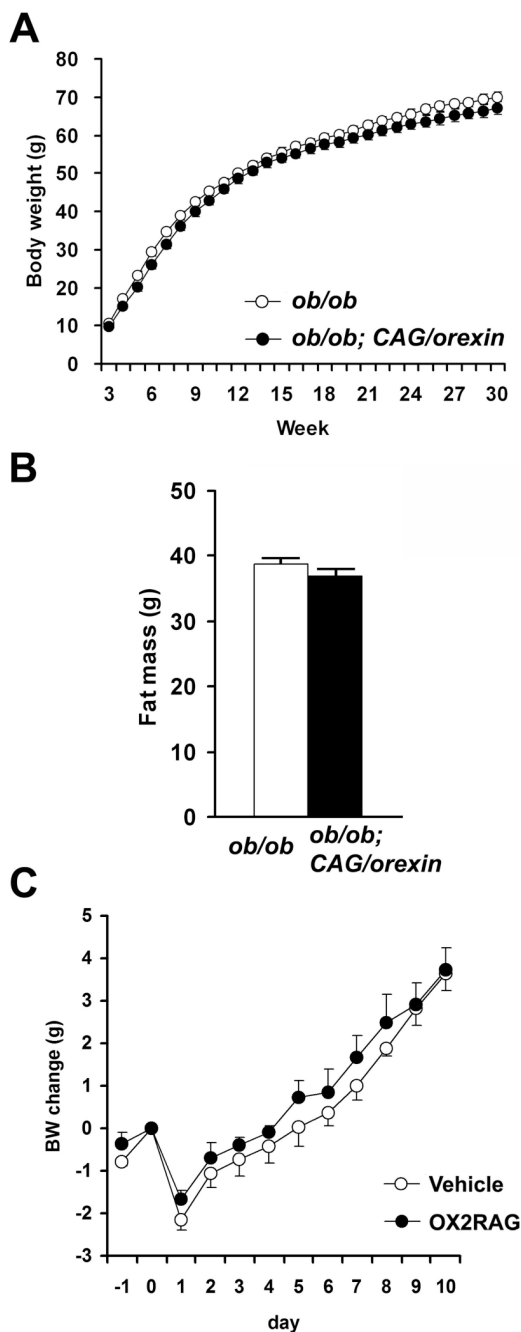 A
Body weight (g)
80
70
60
50
40
30
20
10
0
ob/ob
ob/ob; CAG/orexin
3 6 9 12 15 18 21 24 27 30
Week
B
Fat mass (g)
50
40
30
20
10
0
ob/ob
ob/ob;
CAG/orexin
C
BW change (g)
5
4
3
2
1
0
-1
-2
-3
Vehicle
OX2RAG
-1 0 1 2 3 4 5 6 7 8 9 10
day